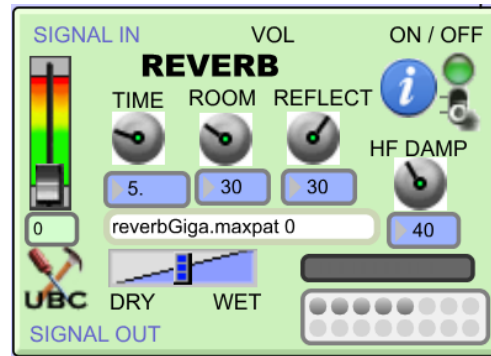 SIGNAL IN VOL ON / OFF
REVERB
TIME ROOM REFLECT
i
HF DAMP
5. 30 30
0 reverbGiga.maxpat 0 40
UBC DRY WET
SIGNAL OUT